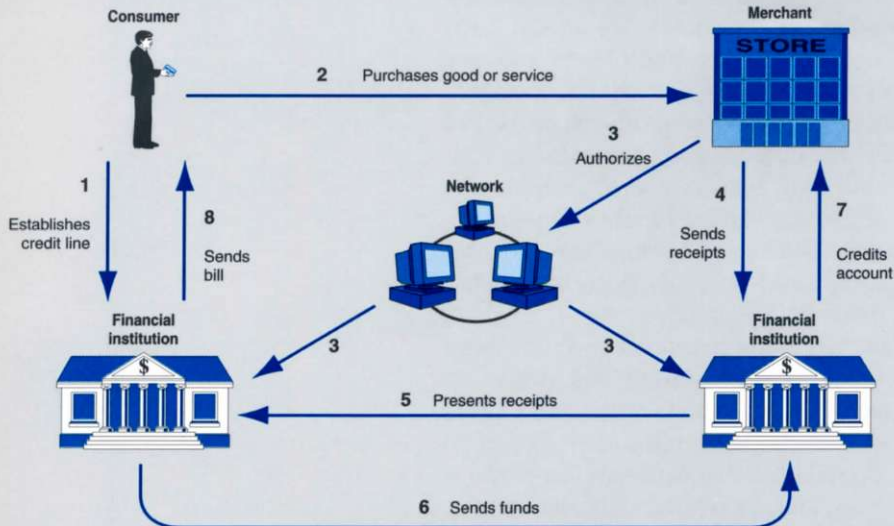 Consumer
Merchant
STORE
2 Purchases good or service
3
Authorizes
Network
1
Establishes
credit line
8
Sends
bill
4
Sends
receipts
7
Credits
account
Financial
institution
$
3
3
Financial
institution
$
5 Presents receipts
6 Sends funds